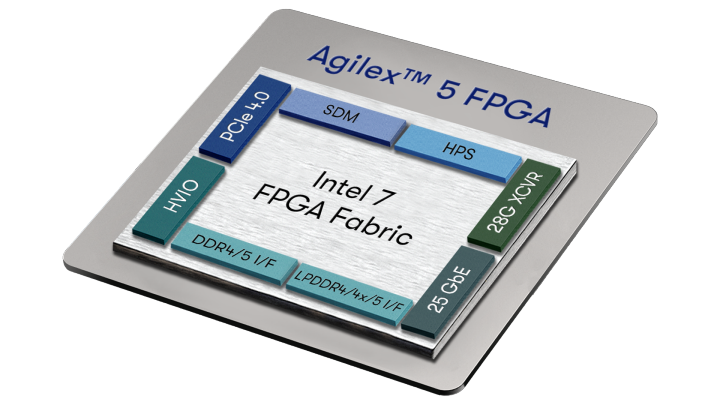 Agilex™ 5 FPGA
PCIe 4.0
SDM
HPS
28G XCVR
HVIO
Intel 7
FPGA Fabric
DDR4/5 I/F
LPDDR4/4x/5 I/F
25 GbE